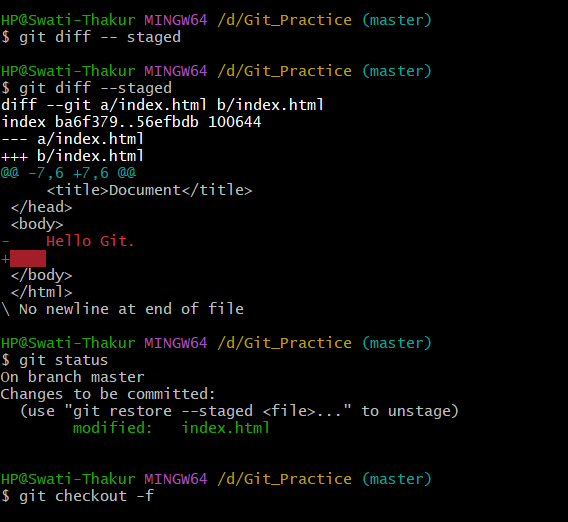 HP@Swati-Thakur MINGW64 /d/Git_Practice (master)
$ git diff -- staged
HP@Swati-Thakur MINGW64 /d/Git_Practice (master)
$ git diff --staged
diff --git a/index.html b/index.html
index ba6f379..56efbdb 100644
--- a/index.html
+++ b/index.html
@@ -7,6 +7,6 @@
     <title>Document</title>
 </head>
 <body>
-    Hello Git.
+
 </body>
 </html>
\ No newline at end of file
HP@Swati-Thakur MINGW64 /d/Git_Practice (master)
$ git status
On branch master
Changes to be committed:
  (use "git restore --staged <file>..." to unstage)
        modified:   index.html
HP@Swati-Thakur MINGW64 /d/Git_Practice (master)
$ git checkout -f